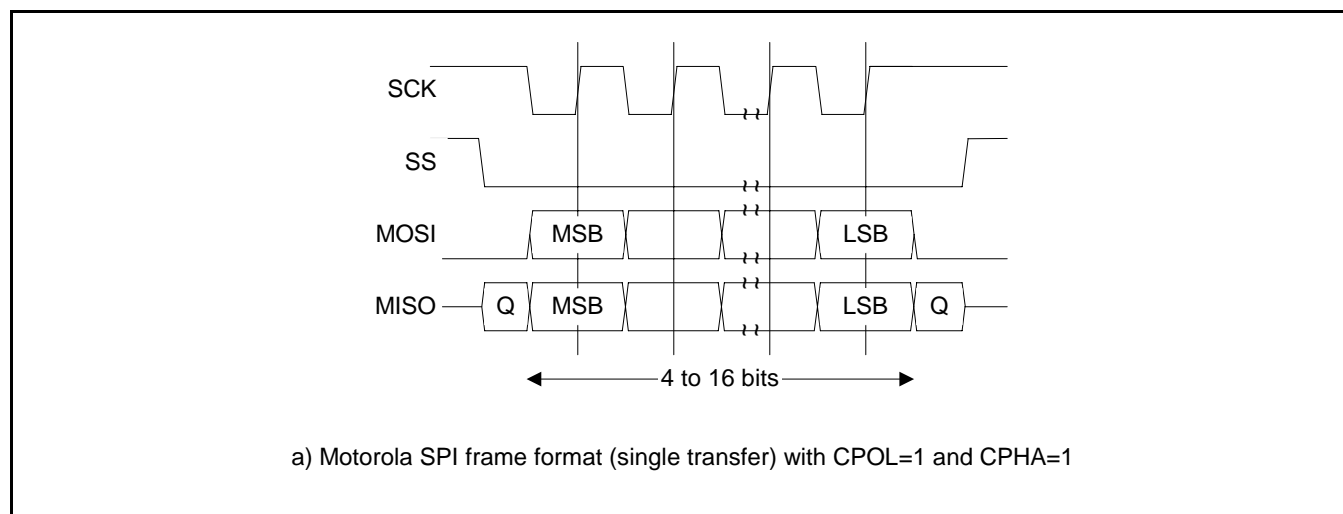 SCK
SS
MOSI MSB LSB
MISO Q MSB LSB Q
4 to 16 bits
a) Motorola SPI frame format (single transfer) with CPOL=1 and CPHA=1